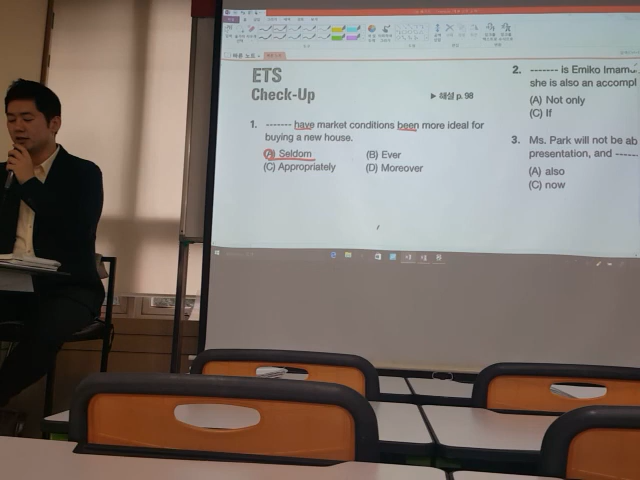 ETS
Check-Up
▶ 해설 p. 98
1. ------- have market conditions been more ideal for
buying a new house.
(A) Seldom (B) Ever
(C) Appropriately (D) Moreover
2. ------- is Emiko Imam
she is also an accompl
(A) Not only
(C) If
3. Ms. Park will not be ab
presentation, and -----
(A) also
(C) now